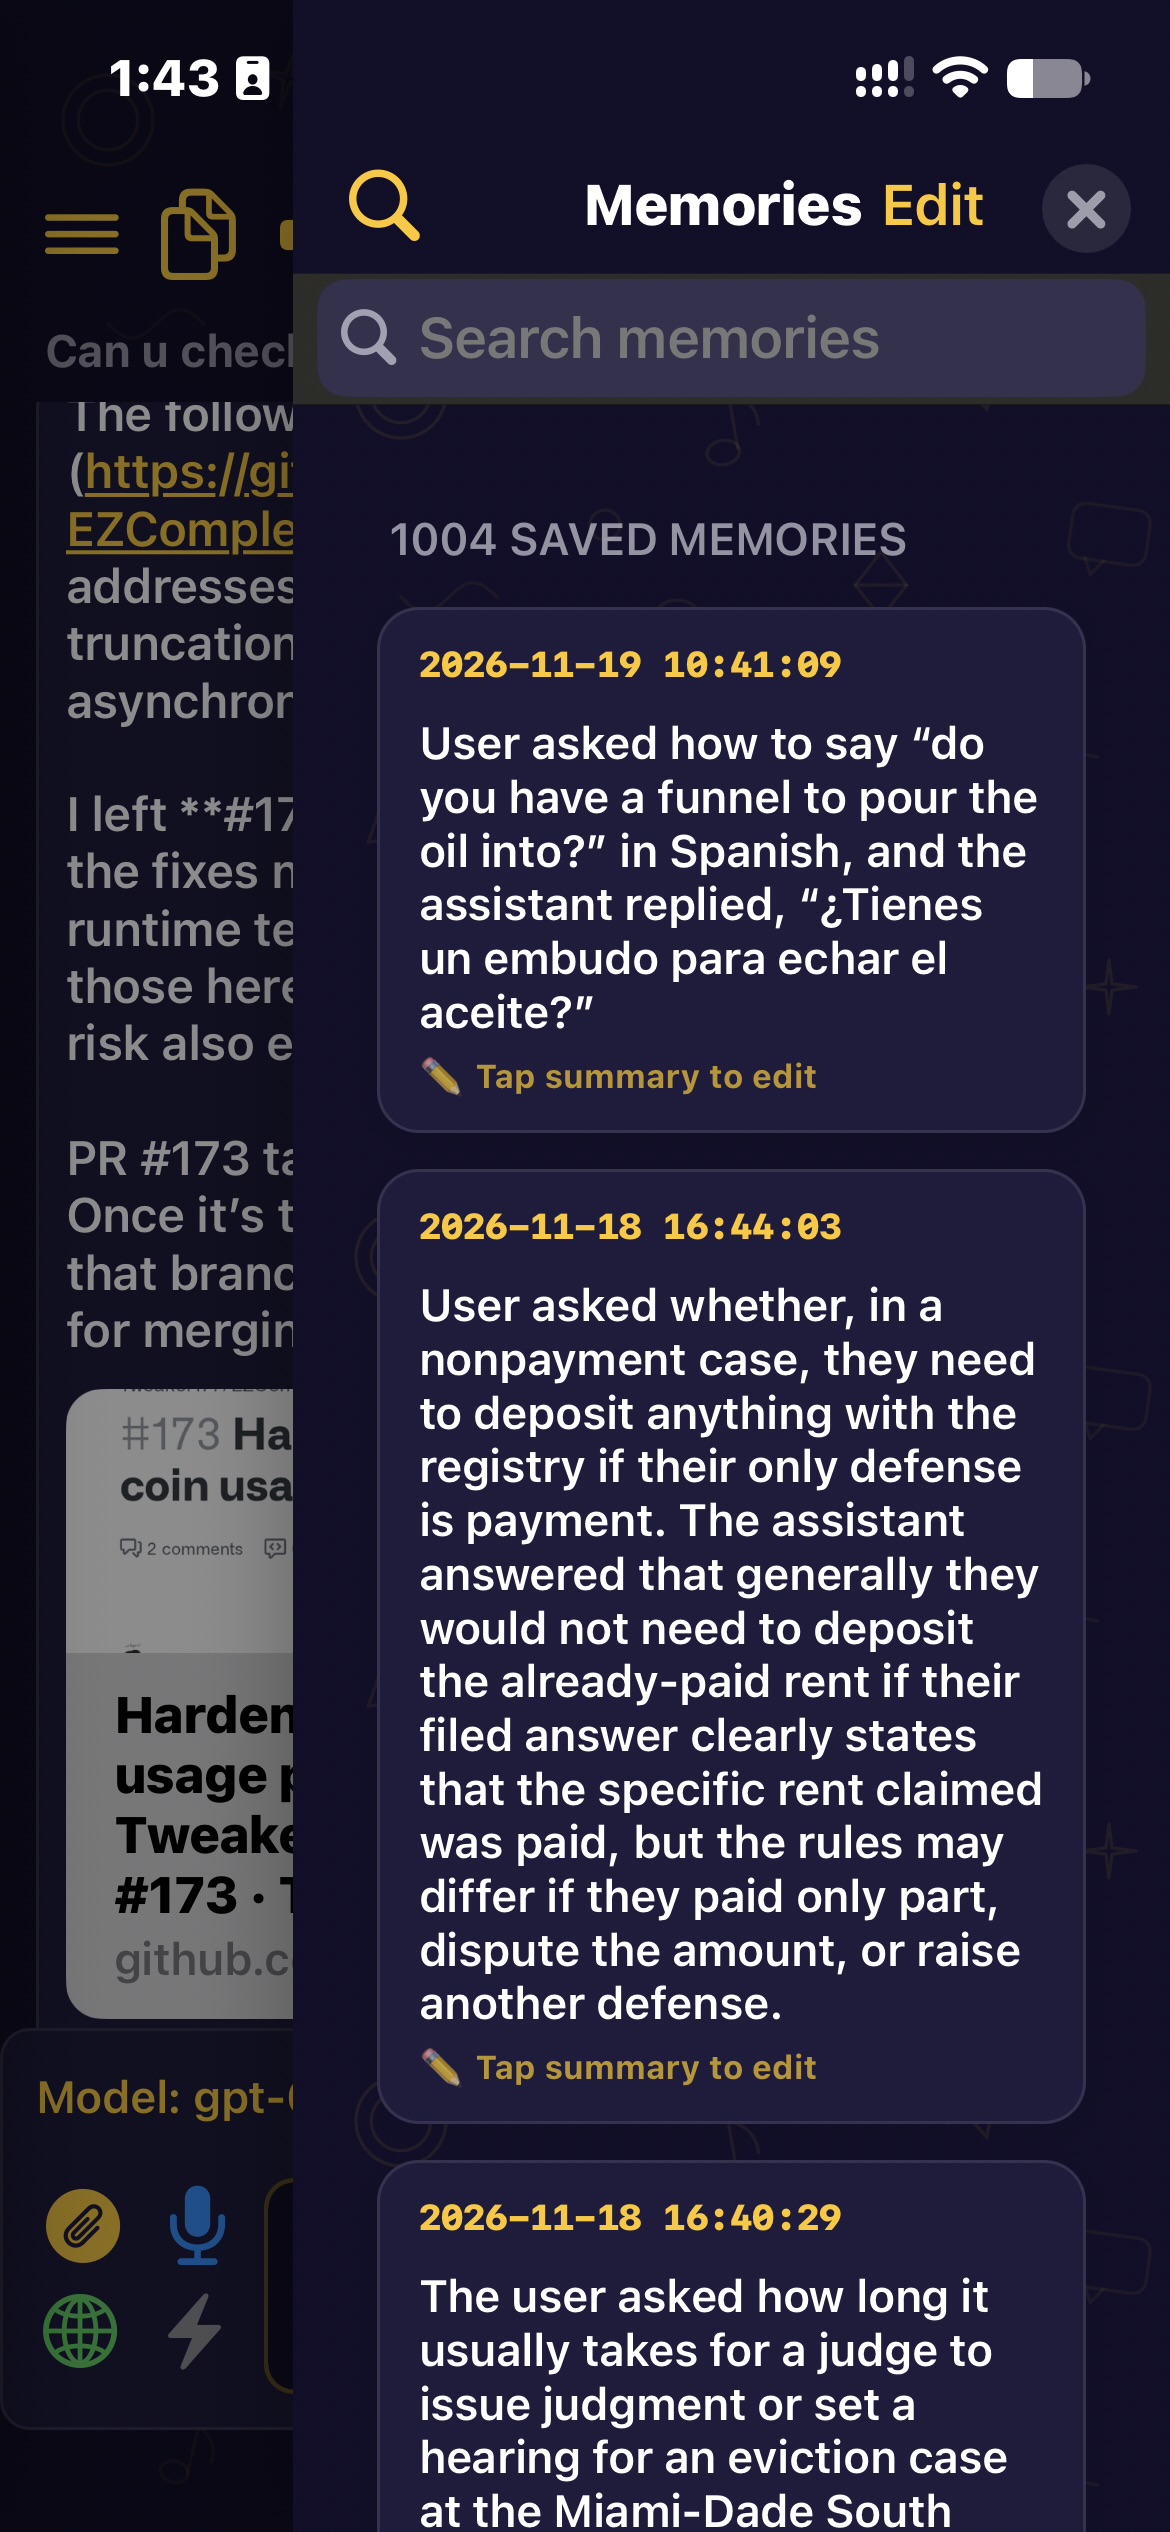 1:43
Can u check
The follow
(https://git
EZComple
addresses
truncation
asynchron
I left **#17
the fixes n
runtime te
those here
risk also e
PR #173 ta
Once it's t
that branc
for mergin
#173 Ha
coin usa
2 comments
Harden
usage p
Tweake
#173 · T
github.c
Model: gpt-
Memories Edit
Search memories
1004 SAVED MEMORIES
2026-11-19 10:41:09
User asked how to say “do
you have a funnel to pour the
oil into?” in Spanish, and the
assistant replied, “¿Tienes
un embudo para echar el
aceite?”
✏️ Tap summary to edit
2026-11-18 16:44:03
User asked whether, in a
nonpayment case, they need
to deposit anything with the
registry if their only defense
is payment. The assistant
answered that generally they
would not need to deposit
the already-paid rent if their
filed answer clearly states
that the specific rent claimed
was paid, but the rules may
differ if they paid only part,
dispute the amount, or raise
another defense.
✏️ Tap summary to edit
2026-11-18 16:40:29
The user asked how long it
usually takes for a judge to
issue judgment or set a
hearing for an eviction case
at the Miami-Dade South